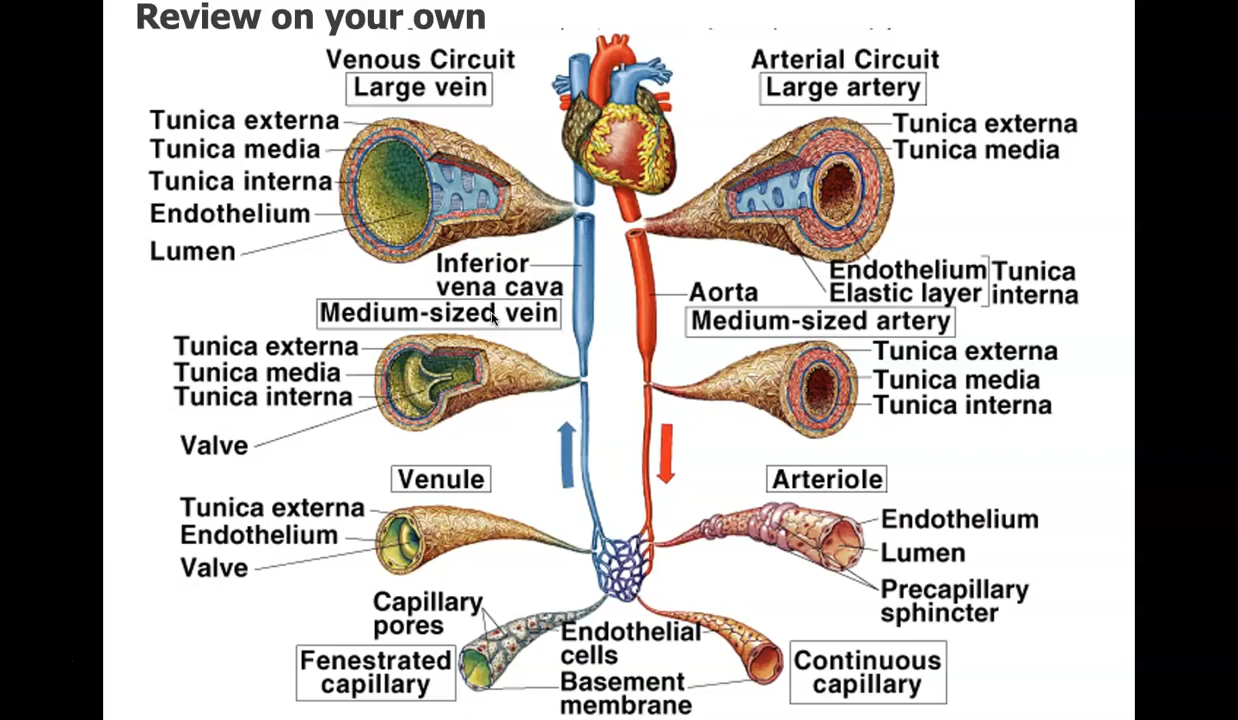 Review on your own
Venous Circuit
Large vein
Tunica externa
Tunica media
Tunica interna
Endothelium
Lumen
Inferior
vena cava
Medium-sized vein
Tunica externa
Tunica media
Tunica interna
Valve
Venule
Tunica externa
Endothelium
Valve
Capillary
pores
Fenestrated
capillary
Arterial Circuit
Large artery
Tunica externa
Tunica media
Endothelium
Elastic layer
Tunica
interna
Aorta
Medium-sized artery
Tunica externa
Tunica media
Tunica interna
Arteriole
Endothelium
Lumen
Precapillary
sphincter
Endothelial
cells
Basement
membrane
Continuous
capillary